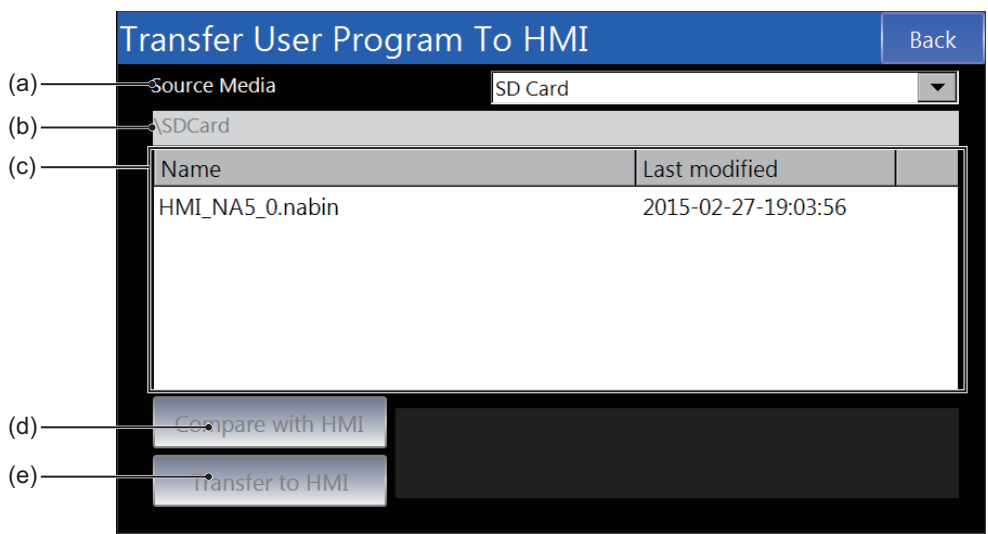 Transfer User Program To HMI Back
(a) Source Media SD Card
(b) \SDCard
(c) Name Last modified
HMI_NA5_0.nabin 2015-02-27-19:03:56
(d) Compare with HMI
(e) Transfer to HMI